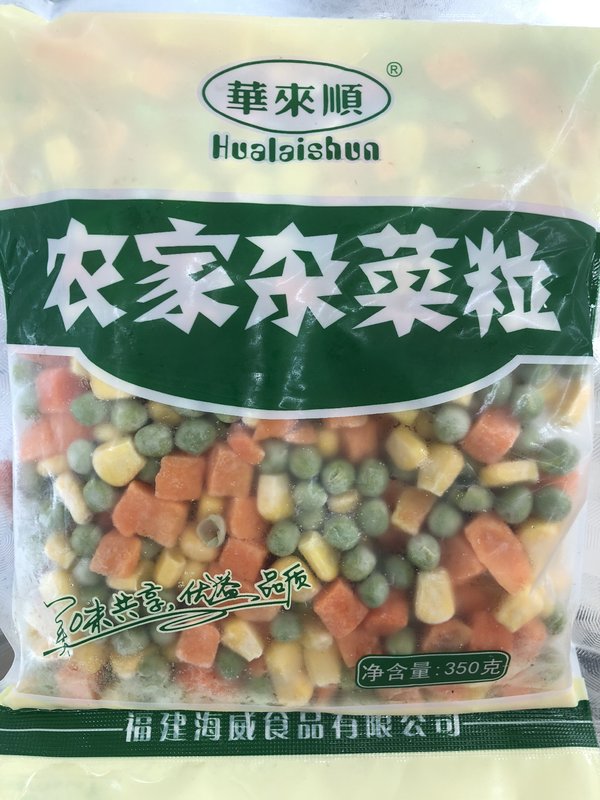 華來順®
Hualaishun
农家杂菜粒
美味共享,优溢品质
净含量:350克
福建海威食品有限公司